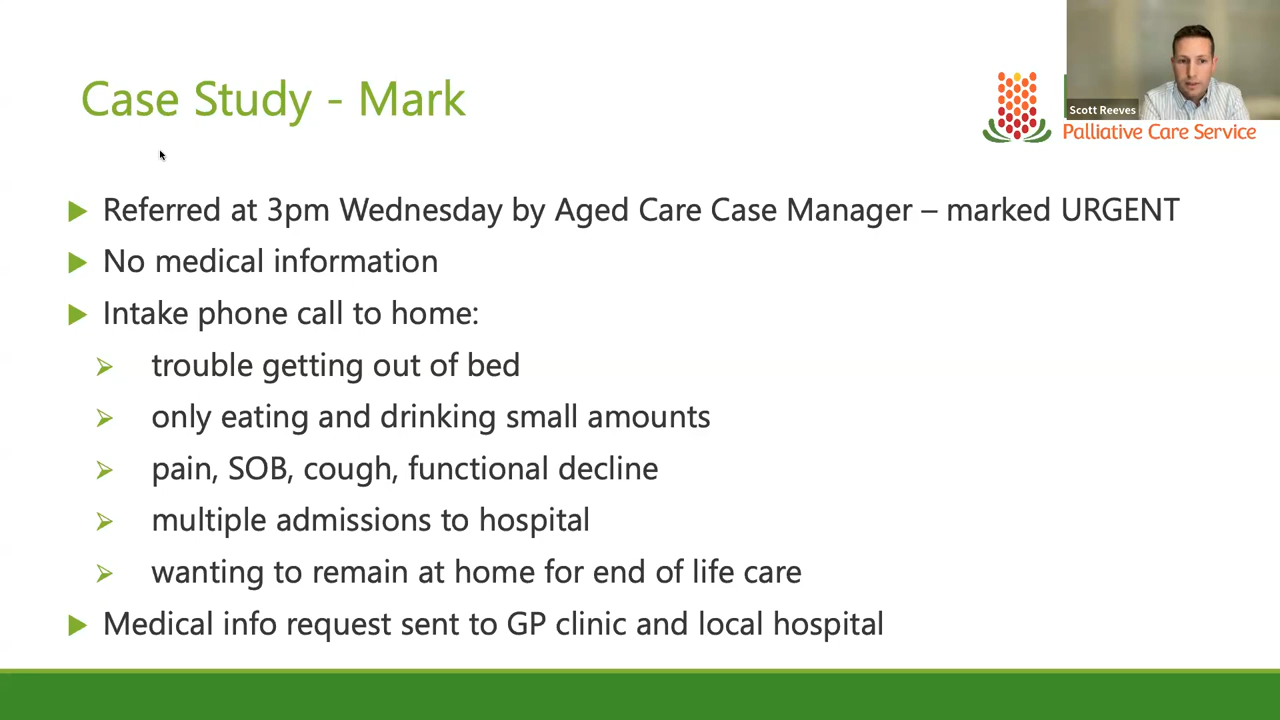 Case Study - Mark
Scott Reeves
Palliative Care Service
Referred at 3pm Wednesday by Aged Care Case Manager – marked URGENT
No medical information
Intake phone call to home:
trouble getting out of bed
only eating and drinking small amounts
pain, SOB, cough, functional decline
multiple admissions to hospital
wanting to remain at home for end of life care
Medical info request sent to GP clinic and local hospital